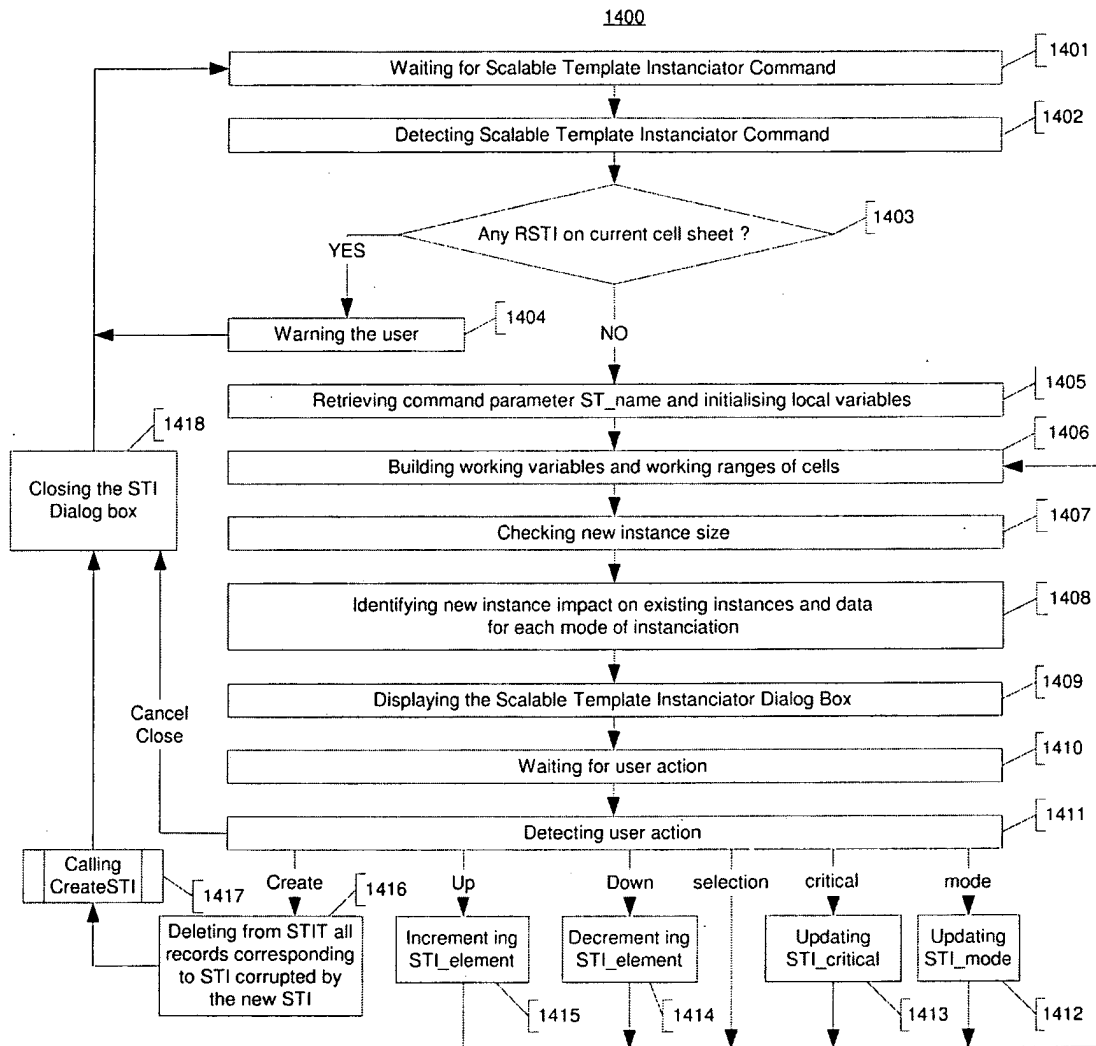 1400
Waiting for Scalable Template Instanciator Command
1401
Detecting Scalable Template Instanciator Command
1402
Any RSTI on current cell sheet ?
1403
YES
Warning the user
1404
NO
Retrieving command parameter ST_name and initialising local variables
1405
1418
Closing the STI
Dialog box
Building working variables and working ranges of cells
1406
Checking new instance size
1407
Identifying new instance impact on existing instances and data
for each mode of instanciation
1408
Displaying the Scalable Template Instanciator Dialog Box
1409
Cancel
Close
Waiting for user action
1410
Detecting user action
1411
Calling
CreateSTI
1417
Create
1416
Up
Down
selection
critical
mode
Deleting from STIT all
records corresponding
to STI corrupted by
the new STI
Increment ing
STI_element
1415
Decrement ing
STI_element
1414
Updating
STI_critical
1413
Updating
STI_mode
1412